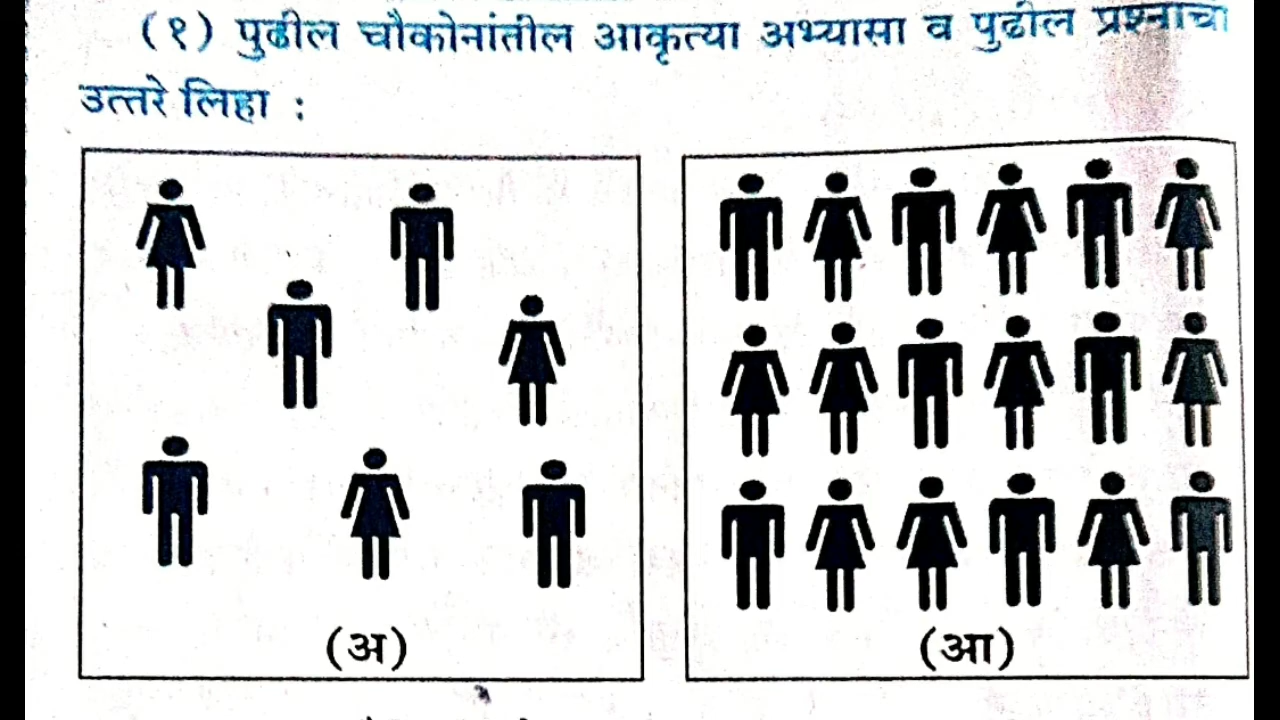 (१) पुढील चौकोनांतील आकृत्या अभ्यासा व पुढील प्रश्नाचा
उत्तरे लिहा :
(अ) (आ)